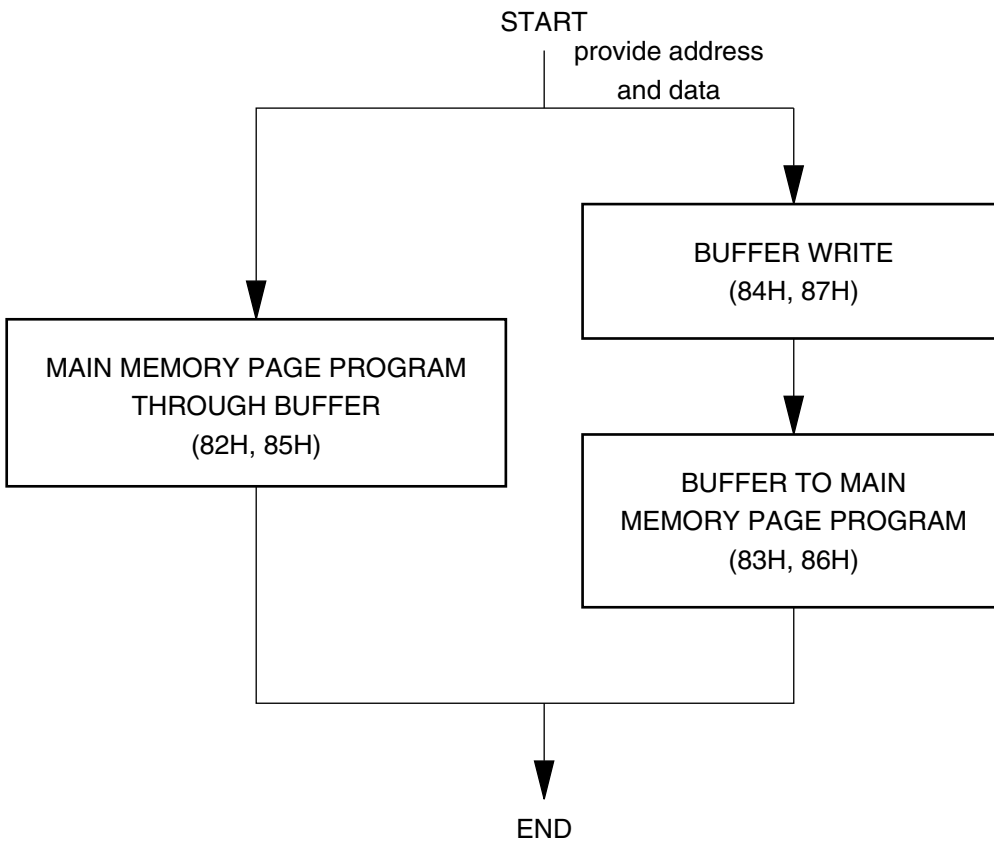 START
provide address
and data
BUFFER WRITE
(84H, 87H)
MAIN MEMORY PAGE PROGRAM
THROUGH BUFFER
(82H, 85H)
BUFFER TO MAIN
MEMORY PAGE PROGRAM
(83H, 86H)
END